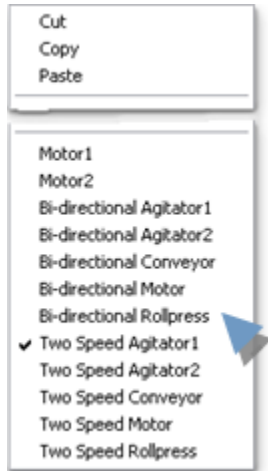 Cut
Copy
Paste
Motor1
Motor2
Bi-directional Agitator1
Bi-directional Agitator2
Bi-directional Conveyor
Bi-directional Motor
Bi-directional Rollpress
Two Speed Agitator1
Two Speed Agitator2
Two Speed Conveyor
Two Speed Motor
Two Speed Rollpress